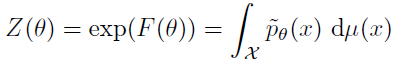 Z(θ) = exp(F(θ)) = ∫_𝒳 p̃_θ(x) dμ(x)